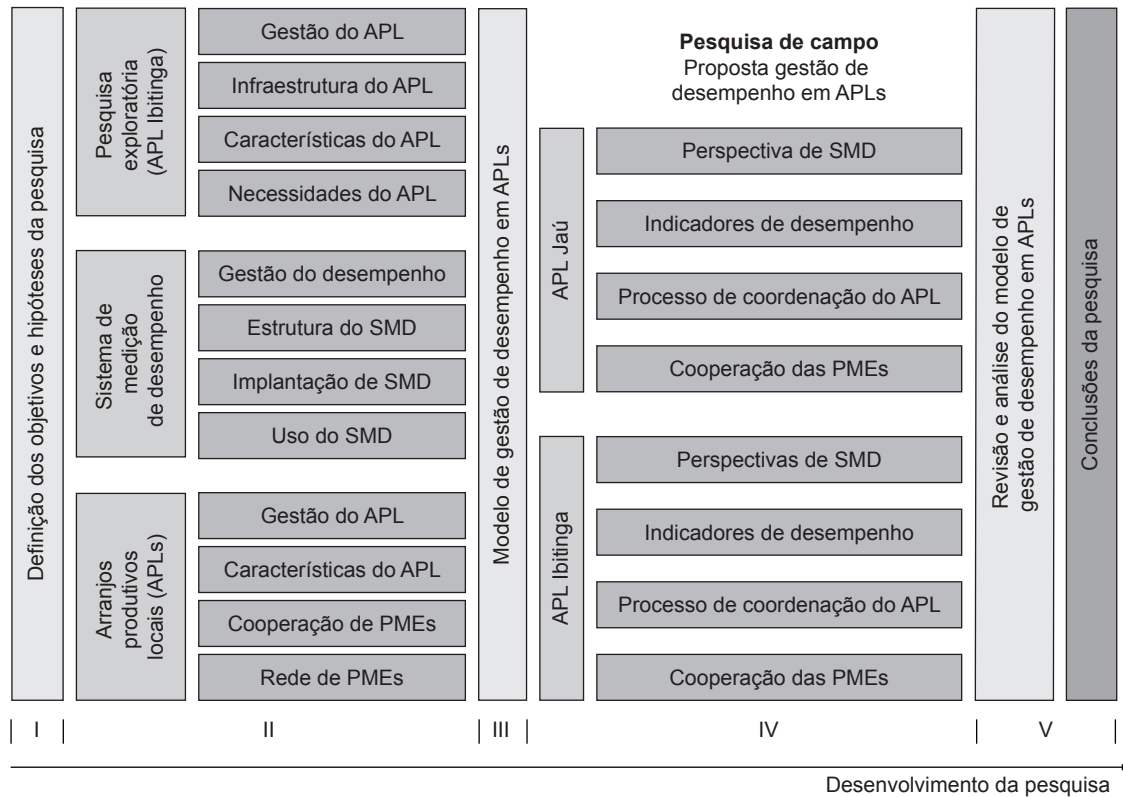 Definição dos objetivos e hipóteses da pesquisa
Pesquisa
exploratória
(APL Ibitinga)
Gestão do APL
Infraestrutura do APL
Características do APL
Necessidades do APL
Sistema de
medição
de desempenho
Gestão do desempenho
Estrutura do SMD
Implantação de SMD
Uso do SMD
Arranjos
produtivos
locais (APLs)
Gestão do APL
Características do APL
Cooperação de PMEs
Rede de PMEs
Modelo de gestão de desempenho em APLs
Pesquisa de campo
Proposta gestão de
desempenho em APLs
APL Jaú
Perspectiva de SMD
Indicadores de desempenho
Processo de coordenação do APL
Cooperação das PMEs
APL Ibitinga
Perspectivas de SMD
Indicadores de desempenho
Processo de coordenação do APL
Cooperação das PMEs
Revisão e análise do modelo de
gestão de desempenho em APLs
Conclusões da pesquisa
I II III IV V
Desenvolvimento da pesquisa